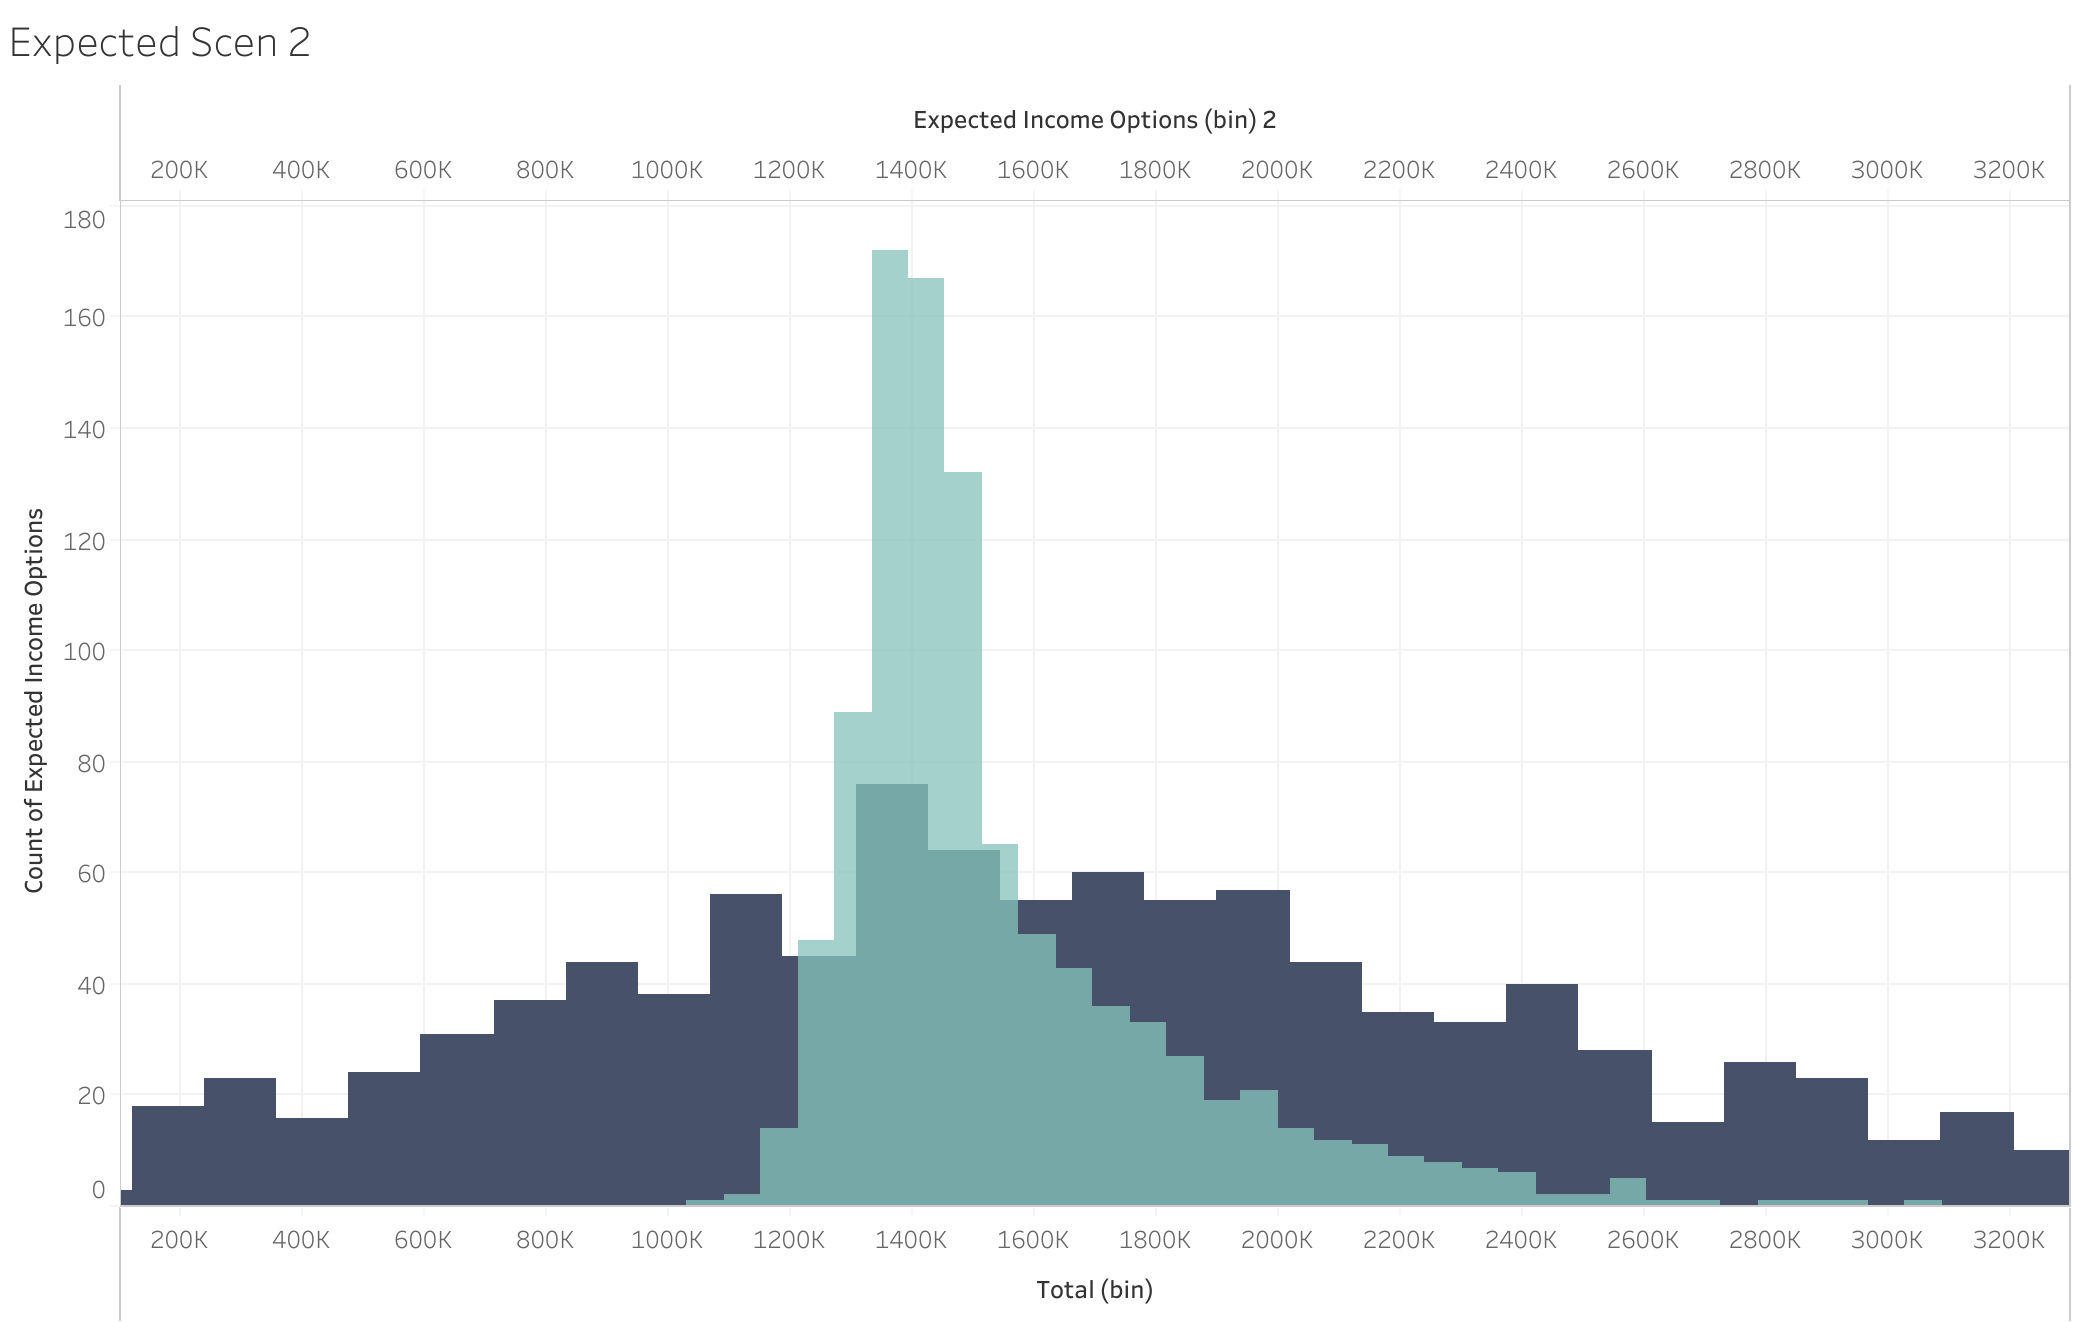 Expected Scen 2
Expected Income Options (bin) 2
200K 400K 600K 800K 1000K 1200K 1400K 1600K 1800K 2000K 2200K 2400K 2600K 2800K 3000K 3200K
180
160
140
120
100
80
60
40
20
0
Count of Expected Income Options
200K 400K 600K 800K 1000K 1200K 1400K 1600K 1800K 2000K 2200K 2400K 2600K 2800K 3000K 3200K
Total (bin)